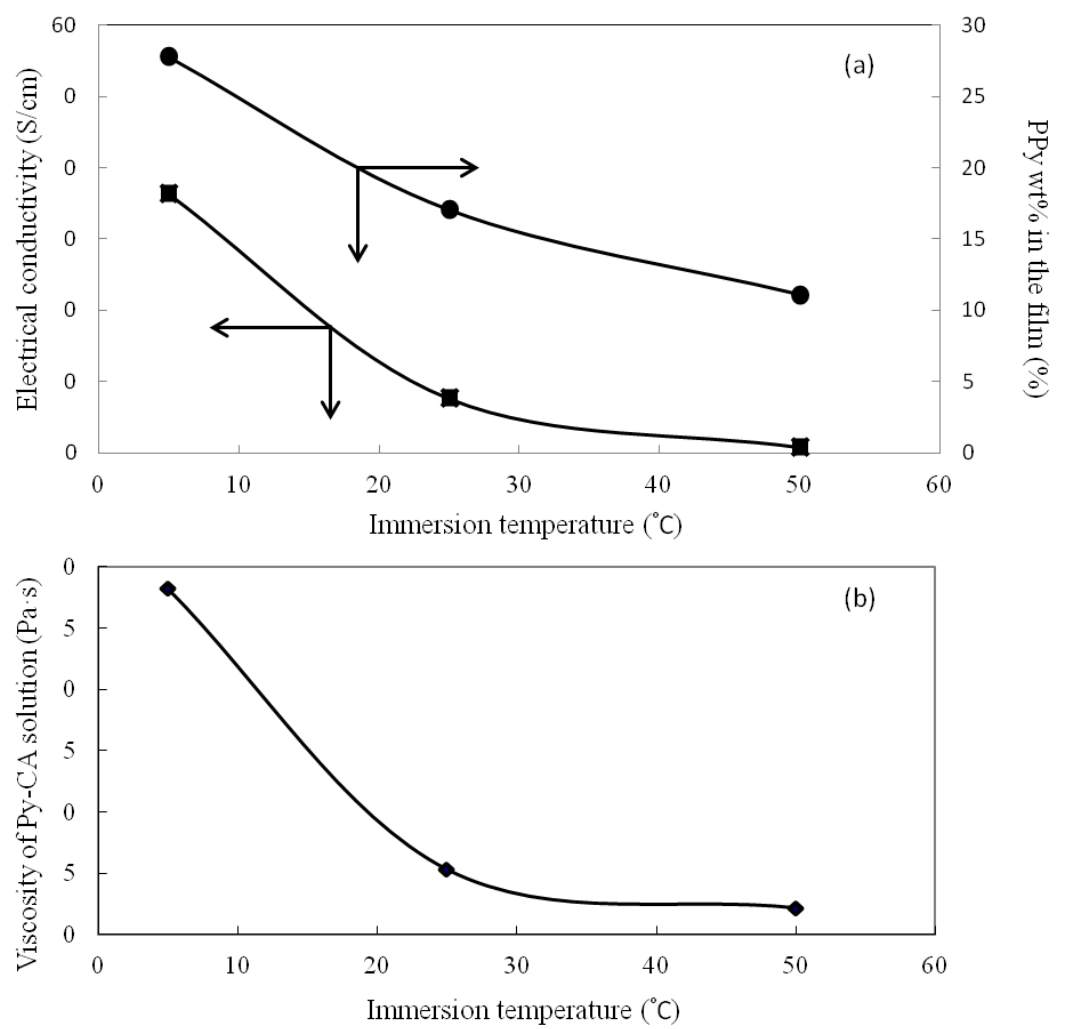 60
0
0
0
0
0
0
30
25
20
15
10
5
0
(a)
Electrical conductivity (S/cm)
PPy wt% in the film (%)
0 10 20 30 40 50 60
Immersion temperature (°C)
0
5
0
5
0
5
0
(b)
Viscosity of Py-CA solution (Pa·s)
0 10 20 30 40 50 60
Immersion temperature (°C)